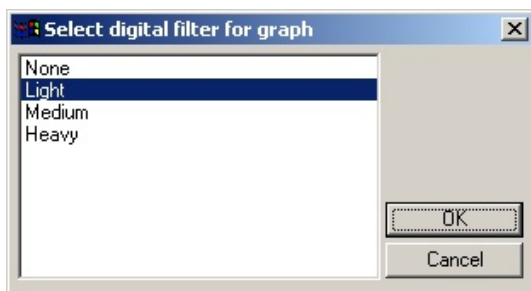 Select digital filter for graph
None
Light
Medium
Heavy
OK
Cancel